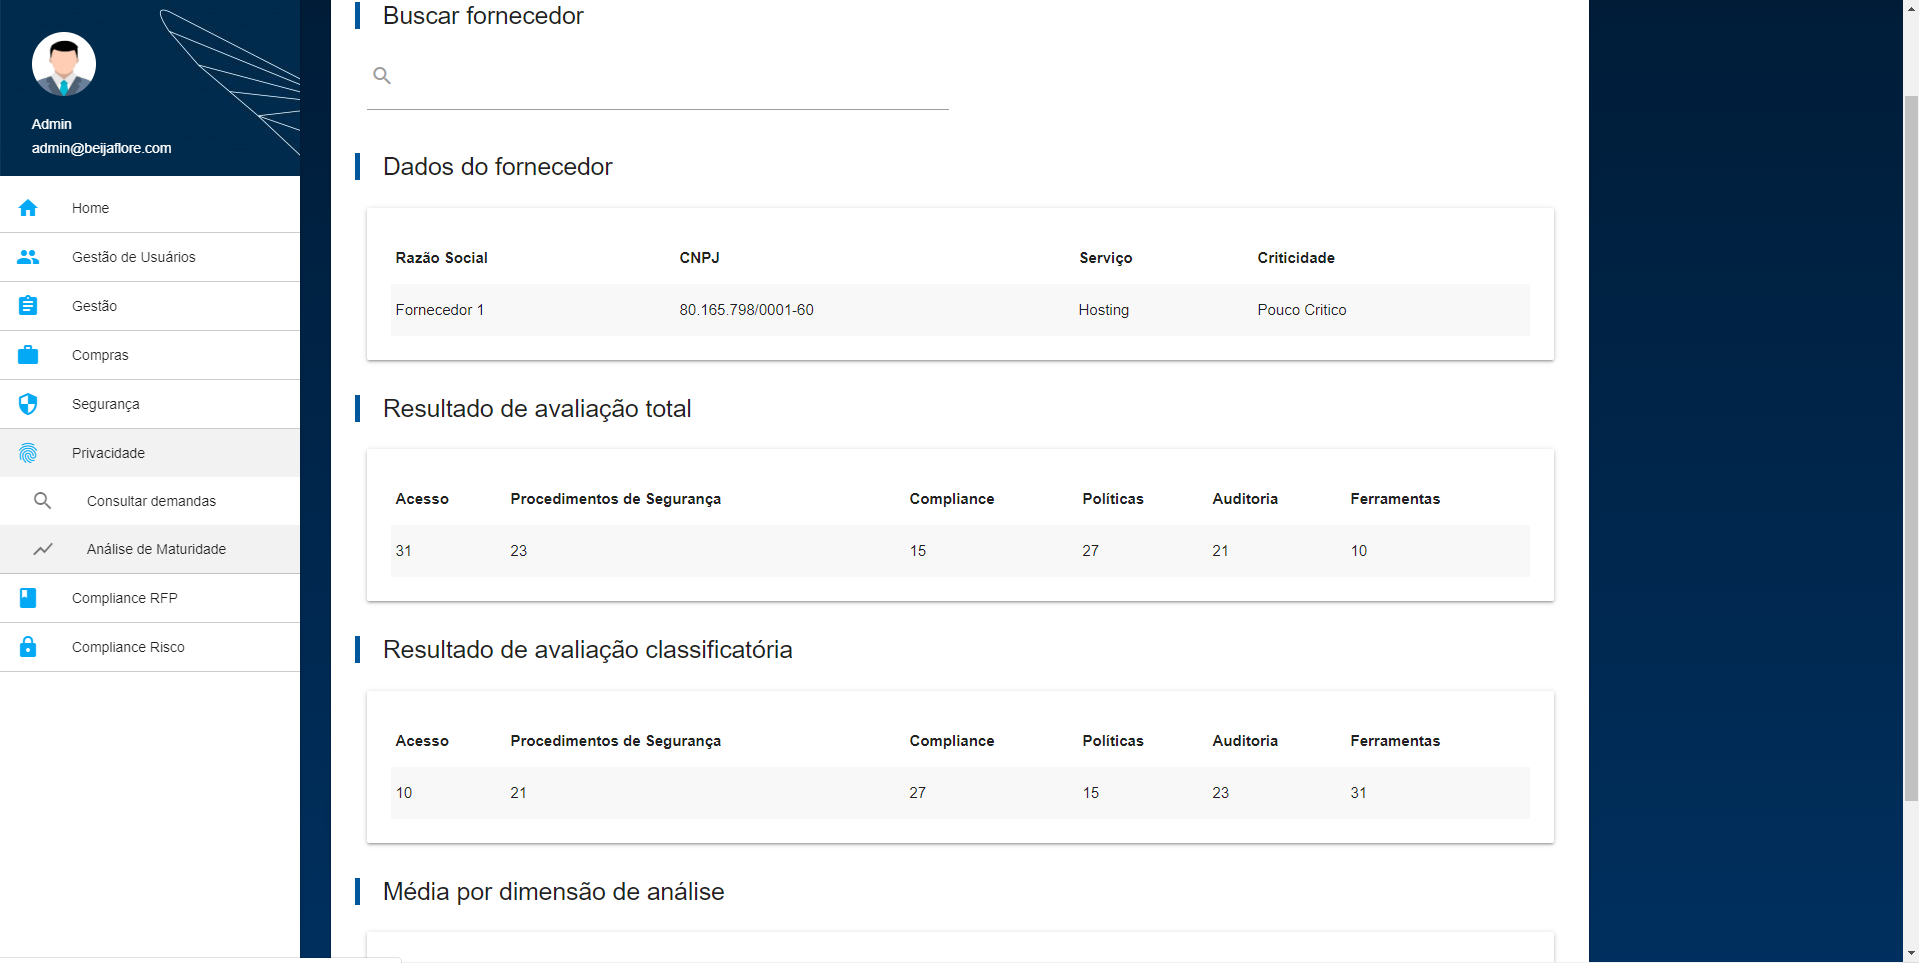 Admin
admin@beijaflore.com
Home
Gestão de Usuários
Gestão
Compras
Segurança
Privacidade
Consultar demandas
Análise de Maturidade
Compliance RFP
Compliance Risco
Buscar fornecedor
Dados do fornecedor
Razão Social CNPJ Serviço Criticidade
Fornecedor 1 80.165.798/0001-60 Hosting Pouco Critico
Resultado de avaliação total
Acesso Procedimentos de Segurança Compliance Políticas Auditoria Ferramentas
31 23 15 27 21 10
Resultado de avaliação classificatória
Acesso Procedimentos de Segurança Compliance Políticas Auditoria Ferramentas
10 21 27 15 23 31
Média por dimensão de análise